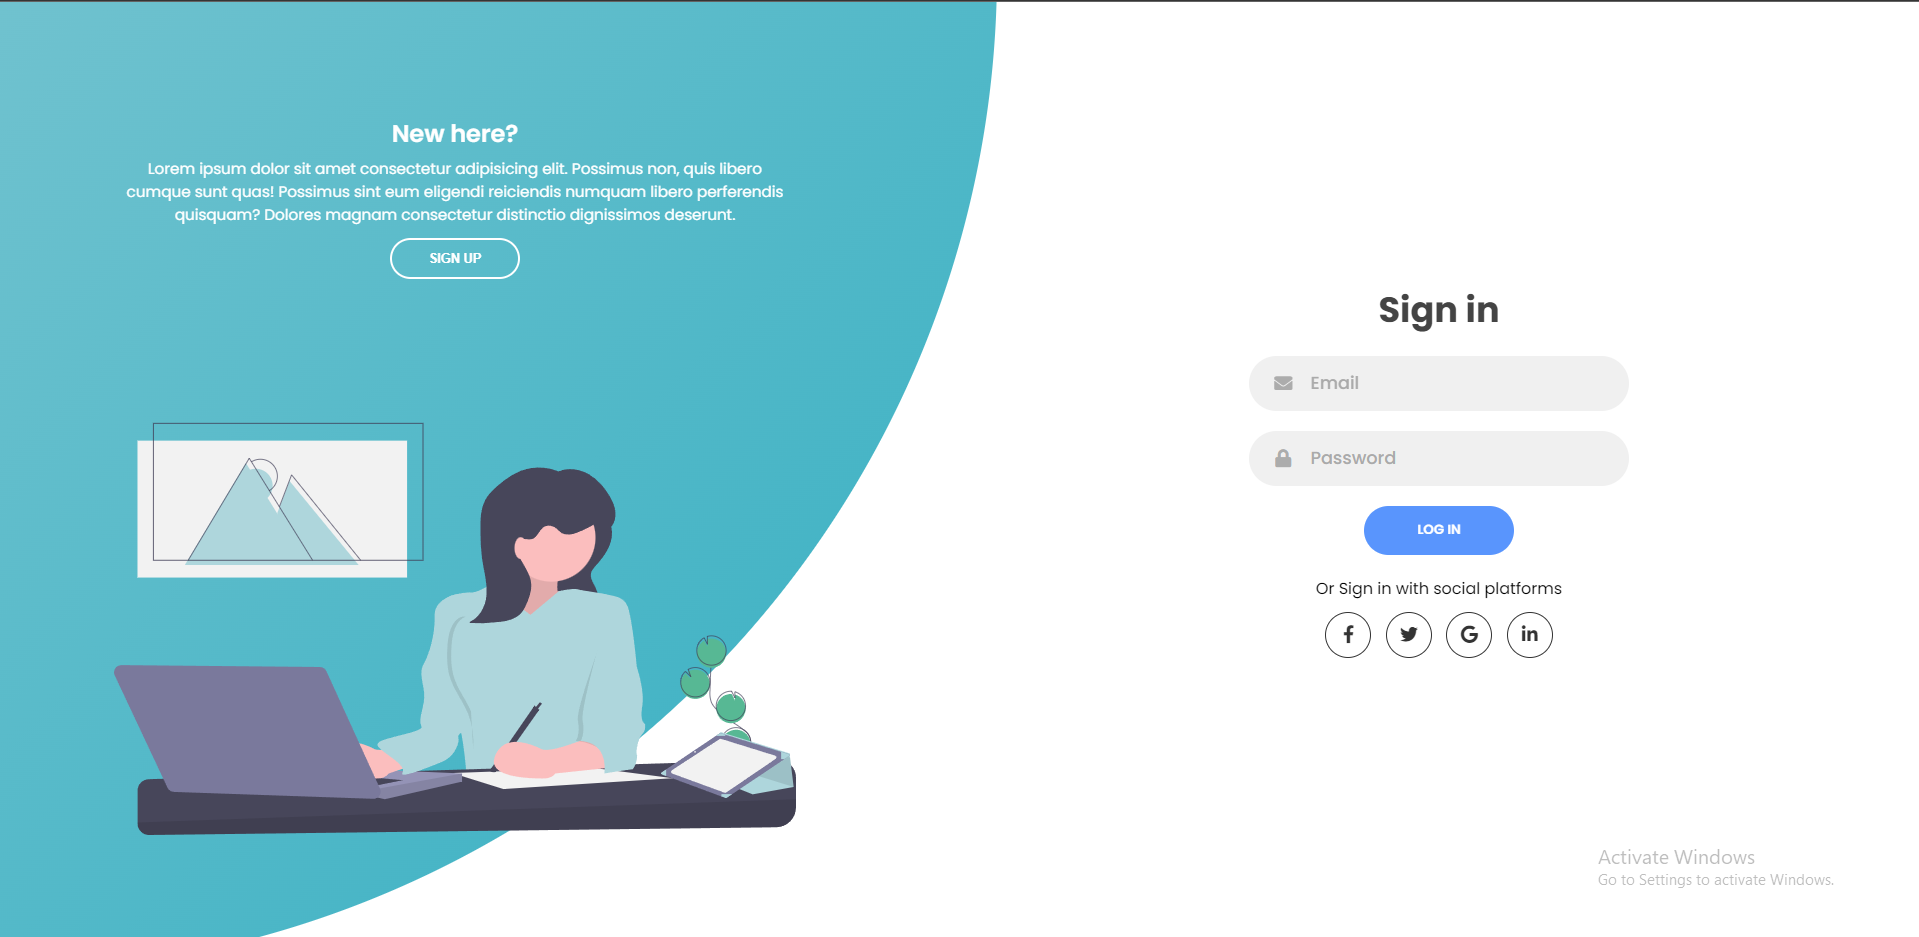 New here?
Lorem ipsum dolor sit amet consectetur adipisicing elit. Possimus non, quis libero
cumque sunt quas! Possimus sint eum eligendi reiciendis numquam libero perferendis
quisquam? Dolores magnam consectetur distinctio dignissimos deserunt.
SIGN UP
Sign in
Email
Password
LOG IN
Or Sign in with social platforms
Activate Windows
Go to Settings to activate Windows.